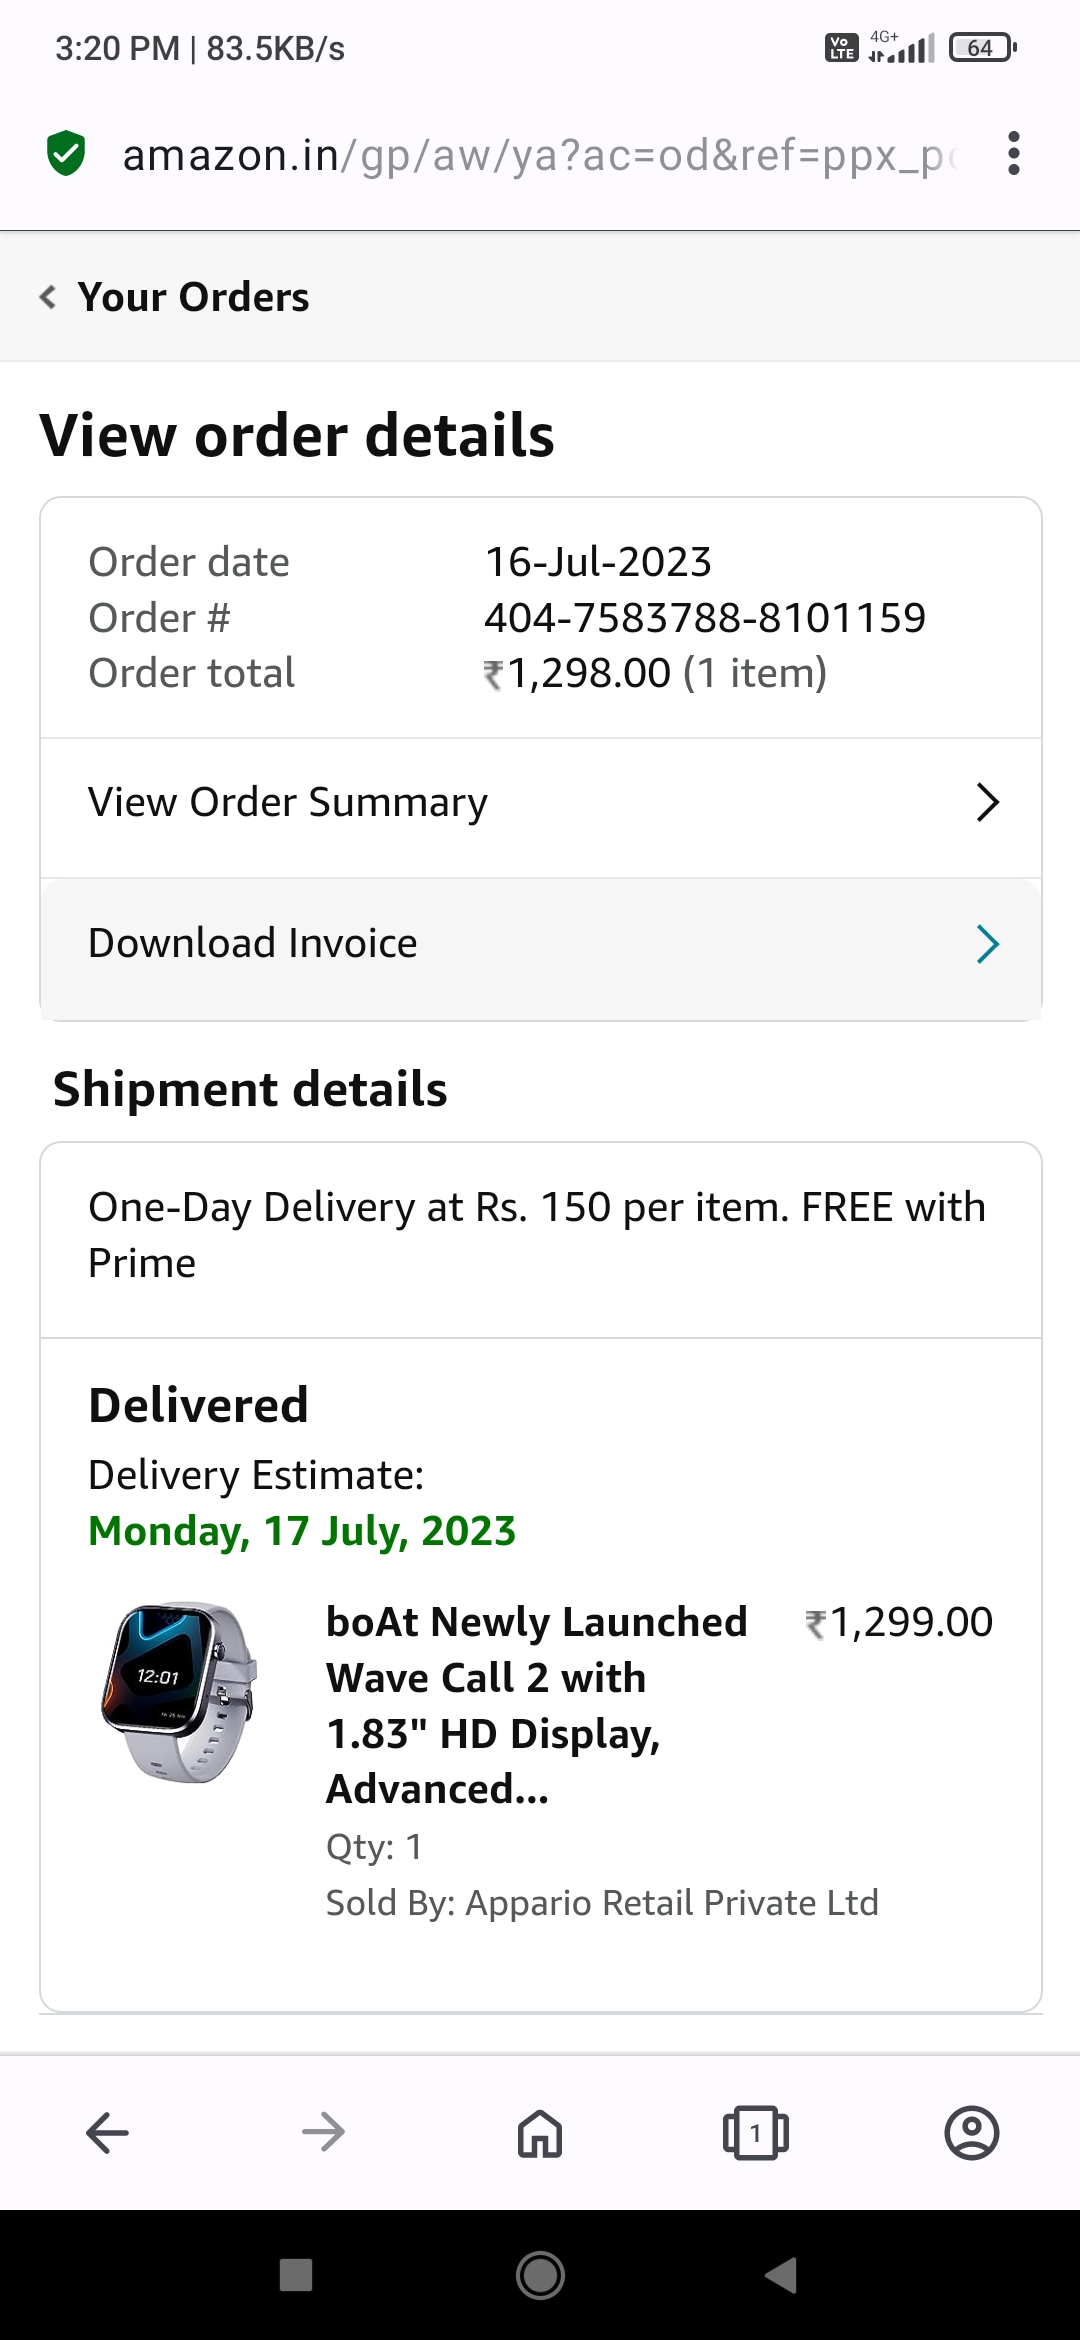 3:20 PM | 83.5KB/s
Vo LTE 4G+ 64
amazon.in/gp/aw/ya?ac=od&ref=ppx_p
Your Orders
View order details
Order date 16-Jul-2023
Order # 404-7583788-8101159
Order total ₹1,298.00 (1 item)
View Order Summary
Download Invoice
Shipment details
One-Day Delivery at Rs. 150 per item. FREE with
Prime
Delivered
Delivery Estimate:
Monday, 17 July, 2023
boAt Newly Launched ₹1,299.00
Wave Call 2 with
1.83" HD Display,
Advanced...
12:01
Qty: 1
Sold By: Appario Retail Private Ltd
1